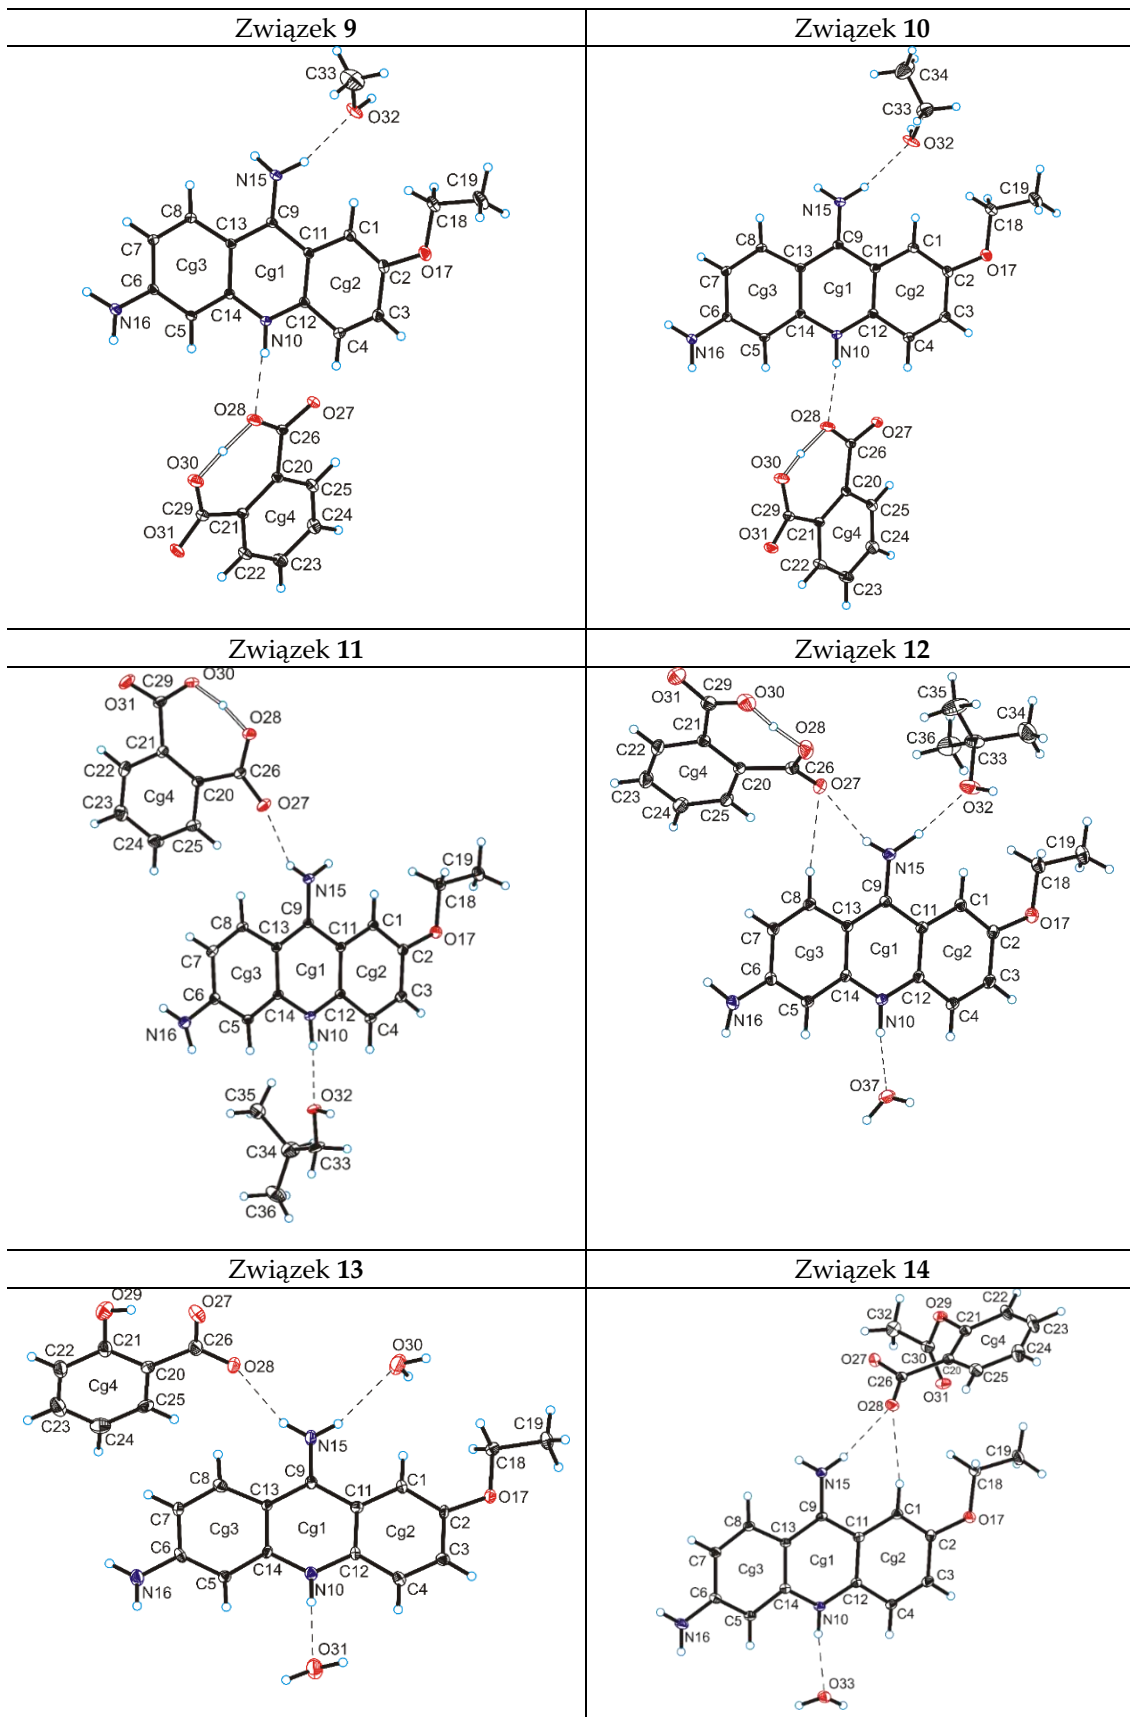 Związek 9
C33
O32
N15
C19
C18
C8
C9
C1
C7
C13
C11
C2
O17
Cg3
Cg1
Cg2
C6
C3
N16
C5
C14
C12
C4
N10
O28
O27
C26
O30
C20
C25
C29
C21
Cg4
C24
O31
C22
C23
Związek 10
C34
C33
O32
N15
C19
C18
C8
C9
C1
C7
C13
C11
C2
O17
Cg3
Cg1
Cg2
C6
C3
N16
C5
C14
C12
C4
N10
O28
O27
C26
O30
C20
C25
C29
C21
Cg4
C24
O31
C22
C23
Związek 11
C29
O30
O31
O28
C21
C22
C26
Cg4
C20
O27
C23
C24
C25
N15
C19
C18
C8
C9
C1
C13
C11
O17
C7
C2
Cg3
Cg1
Cg2
C6
C3
N16
C5
C14
C12
C4
N10
C35
O32
C34
C33
C36
Związek 12
O31
C29
O30
C35
C34
C21
O28
C36
C33
C22
Cg4
C20
C26
O27
C23
C24
C25
O32
N15
C19
C18
C8
C9
C1
C13
C11
O17
C7
C2
Cg3
Cg1
Cg2
C6
C3
N16
C5
C14
C12
C4
N10
O37
Związek 13
O29
O27
C21
C26
O30
C22
O28
Cg4
C20
C25
C23
C24
N15
C19
C18
C8
C9
C1
C13
C11
O17
C7
C2
Cg3
Cg1
Cg2
C6
C3
N16
C5
C14
C12
C4
N10
O31
Związek 14
C32
O29
C22
C21
Cg4
C23
O27
C30
C24
C26
C20
C25
O28
O31
N15
C19
C18
C8
C9
C1
C13
C11
O17
C7
C2
Cg3
Cg1
Cg2
C6
C3
N16
C5
C14
C12
C4
N10
O33